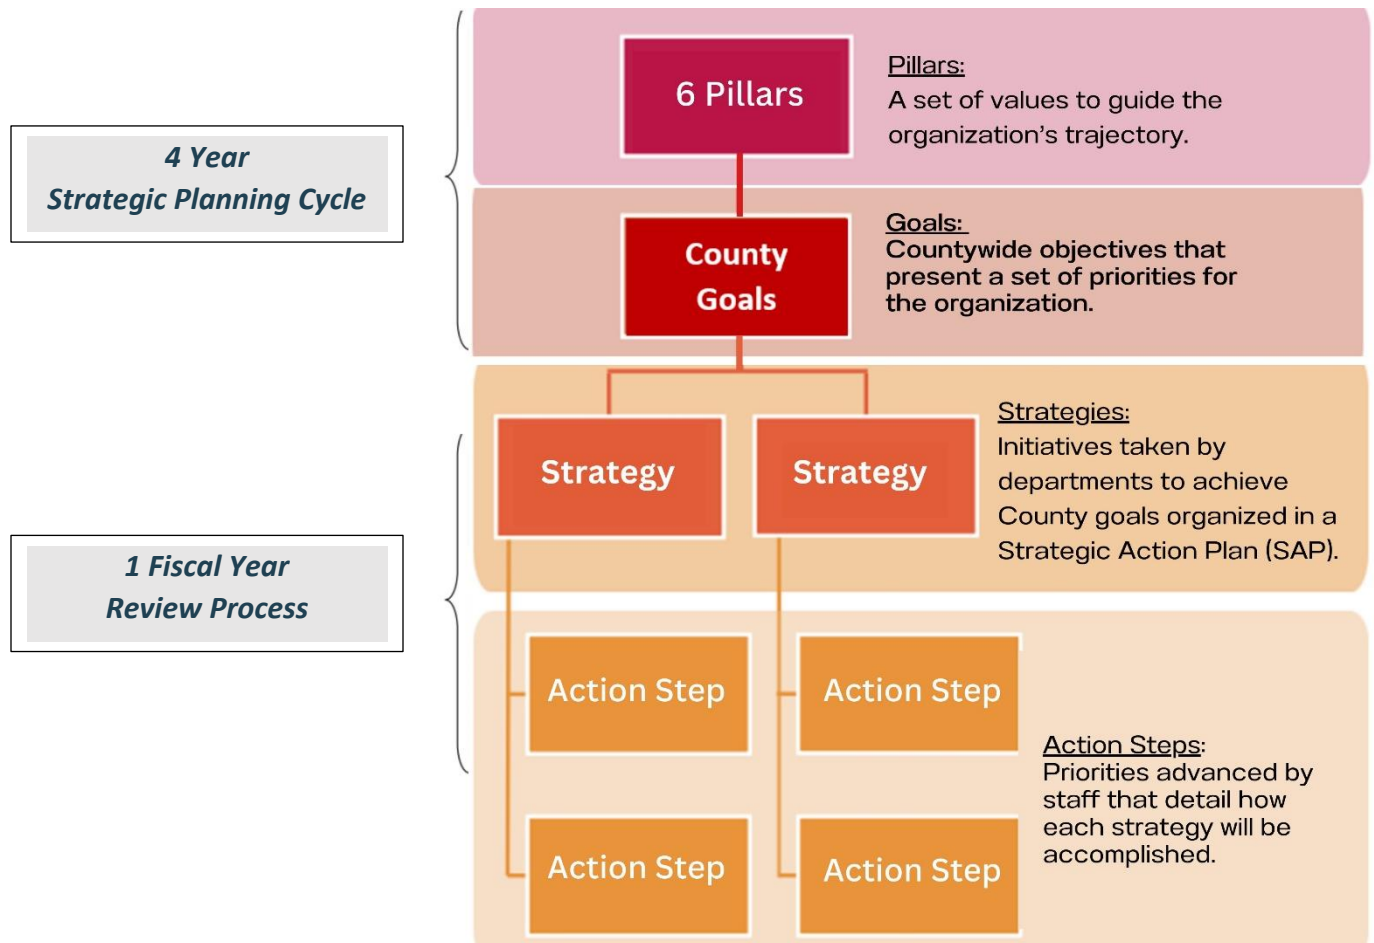 6 Pillars
Pillars:
A set of values to guide the
organization’s trajectory.
4 Year
Strategic Planning Cycle
County
Goals
Goals:
Countywide objectives that
present a set of priorities for
the organization.
Strategy
Strategy
Strategies:
Initiatives taken by
departments to achieve
County goals organized in a
Strategic Action Plan (SAP).
1 Fiscal Year
Review Process
Action Step
Action Step
Action Step
Action Step
Action Steps:
Priorities advanced by
staff that detail how
each strategy will be
accomplished.